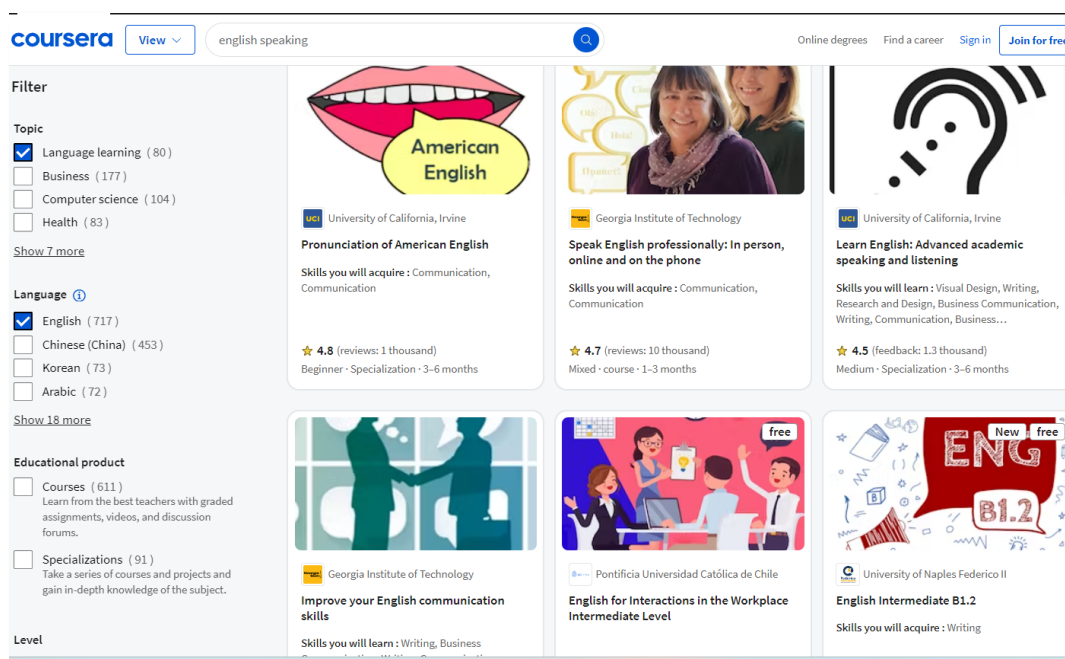 coursera
View
english speaking
Online degrees
Find a career
Sign in
Join for free
Filter
Topic
Language learning (80)
Business (177)
Computer science (104)
Health (83)
Show 7 more
Language
English (717)
Chinese (China) (453)
Korean (73)
Arabic (72)
Show 18 more
Educational product
Courses (611)
Learn from the best teachers with graded
assignments, videos, and discussion
forums.
Specializations (91)
Take a series of courses and projects and
gain in-depth knowledge of the subject.
Level
American
English
UCI
University of California, Irvine
Pronunciation of American English
Skills you will acquire : Communication,
Communication
4.8 (reviews: 1 thousand)
Beginner · Specialization · 3–6 months
Hola!
Georgia Institute of Technology
Speak English professionally: In person,
online and on the phone
Skills you will acquire : Communication,
Communication
4.7 (reviews: 10 thousand)
Mixed · course · 1–3 months
UCI
University of California, Irvine
Learn English: Advanced academic
speaking and listening
Skills you will learn : Visual Design, Writing,
Research and Design, Business Communication,
Writing, Communication, Business...
4.5 (feedback: 1.3 thousand)
Medium · Specialization · 3–6 months
Georgia Institute of Technology
Improve your English communication
skills
Skills you will learn : Writing, Business
free
Pontificia Universidad Católica de Chile
English for Interactions in the Workplace
Intermediate Level
New
free
ENG
B1.2
University of Naples Federico II
English Intermediate B1.2
Skills you will acquire : Writing